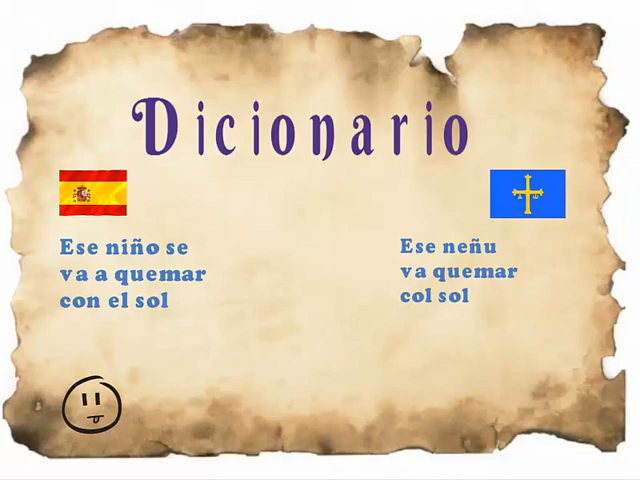 Dicionario
Ese niño se
va a quemar
con el sol
Ese neñu
va quemar
col sol